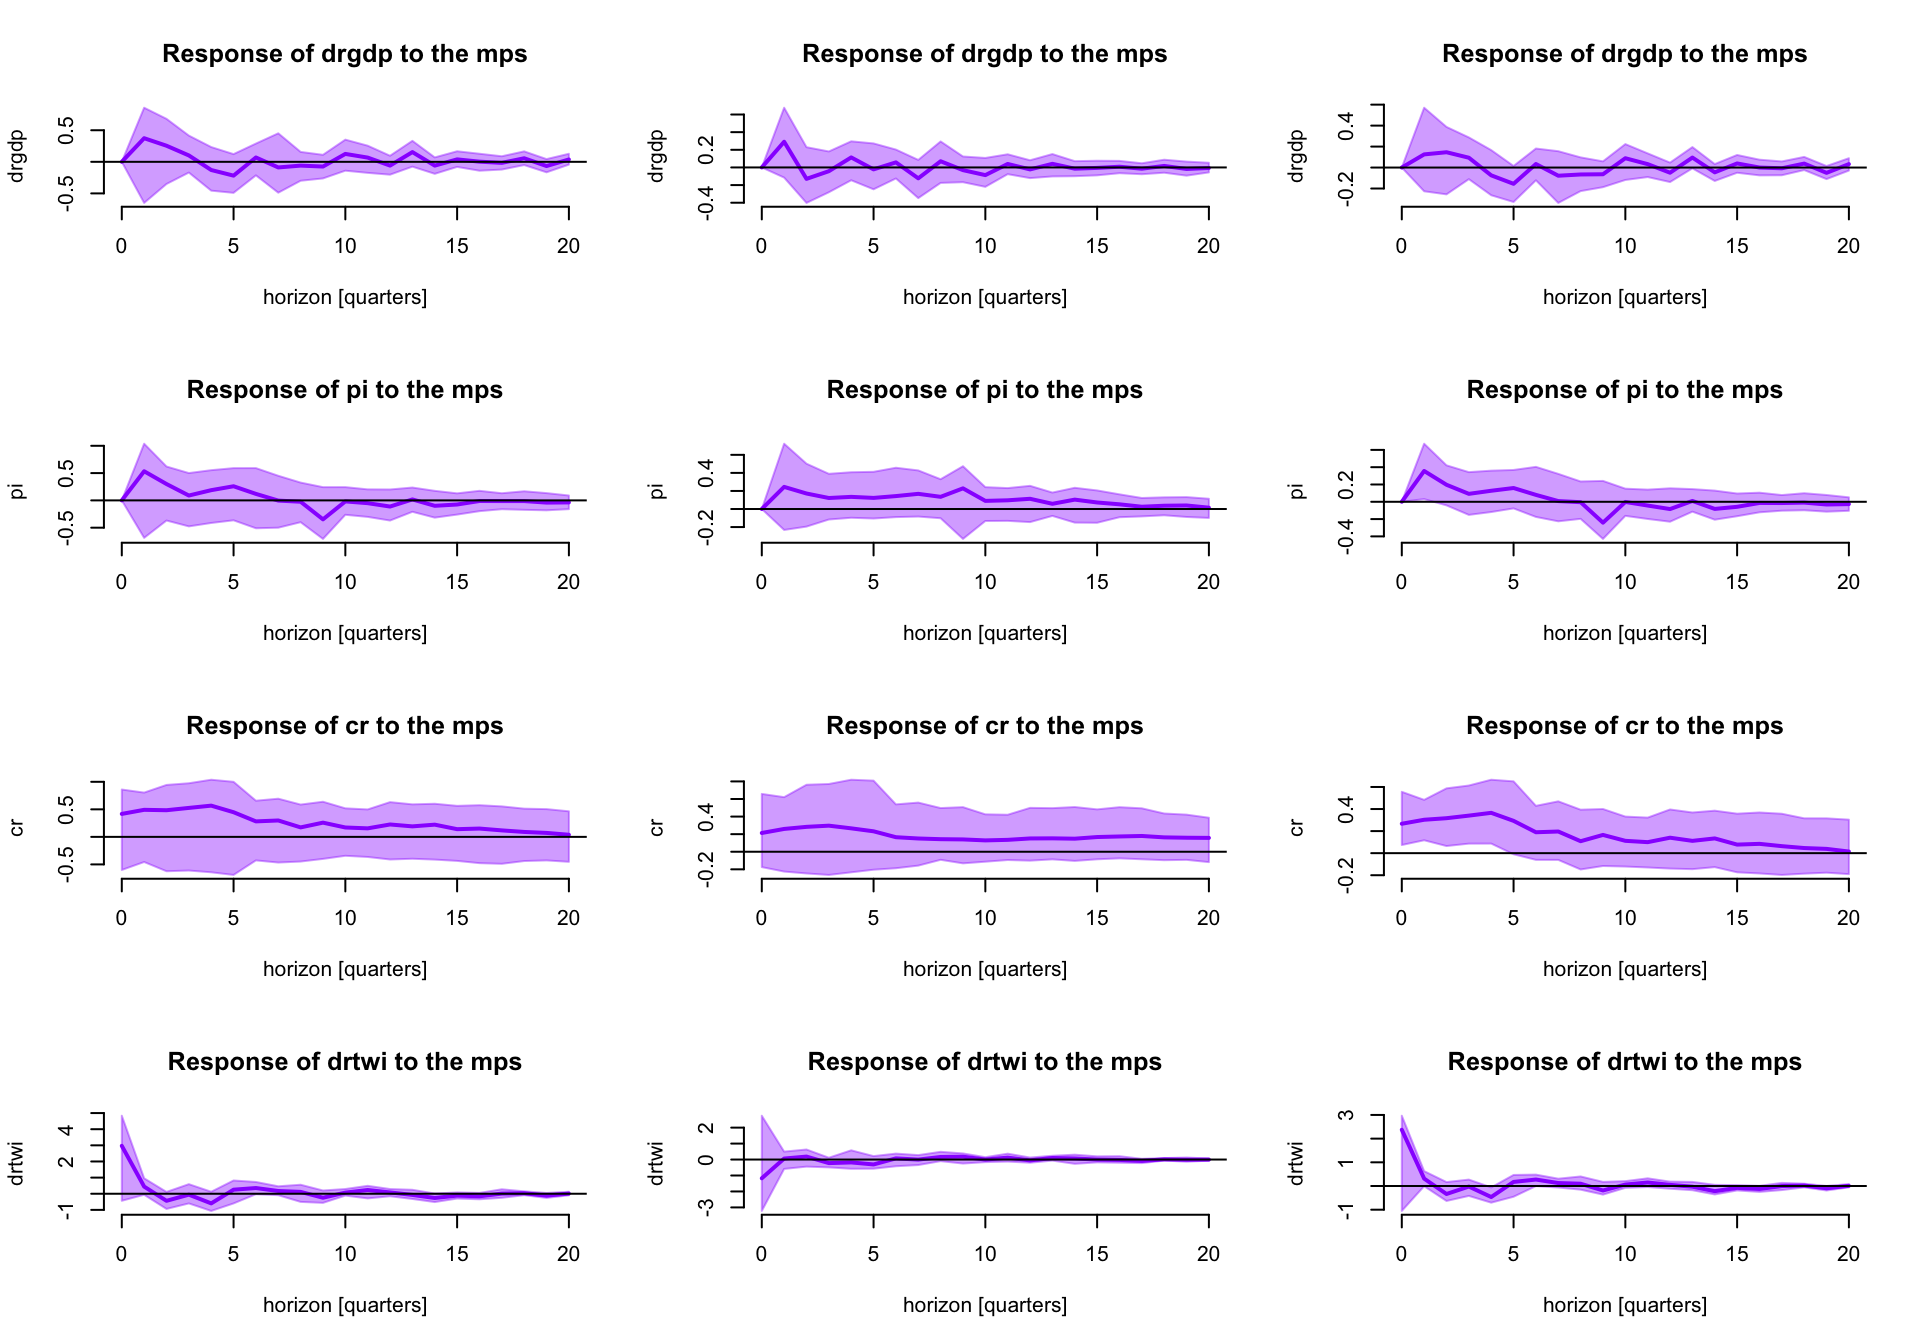 Response of drgdp to the mps
drgdp
-0.5 0.5
0 5 10 15 20
horizon [quarters]
Response of drgdp to the mps
drgdp
-0.4 0.2
0 5 10 15 20
horizon [quarters]
Response of drgdp to the mps
drgdp
-0.2 0.4
0 5 10 15 20
horizon [quarters]
Response of pi to the mps
pi
-0.5 0.5
0 5 10 15 20
horizon [quarters]
Response of pi to the mps
pi
-0.2 0.4
0 5 10 15 20
horizon [quarters]
Response of pi to the mps
pi
-0.4 0.2
0 5 10 15 20
horizon [quarters]
Response of cr to the mps
cr
-0.5 0.5
0 5 10 15 20
horizon [quarters]
Response of cr to the mps
cr
-0.2 0.4
0 5 10 15 20
horizon [quarters]
Response of cr to the mps
cr
-0.2 0.4
0 5 10 15 20
horizon [quarters]
Response of drtwi to the mps
drtwi
-1 2 4
0 5 10 15 20
horizon [quarters]
Response of drtwi to the mps
drtwi
-3 0 2
0 5 10 15 20
horizon [quarters]
Response of drtwi to the mps
drtwi
-1 1 3
0 5 10 15 20
horizon [quarters]